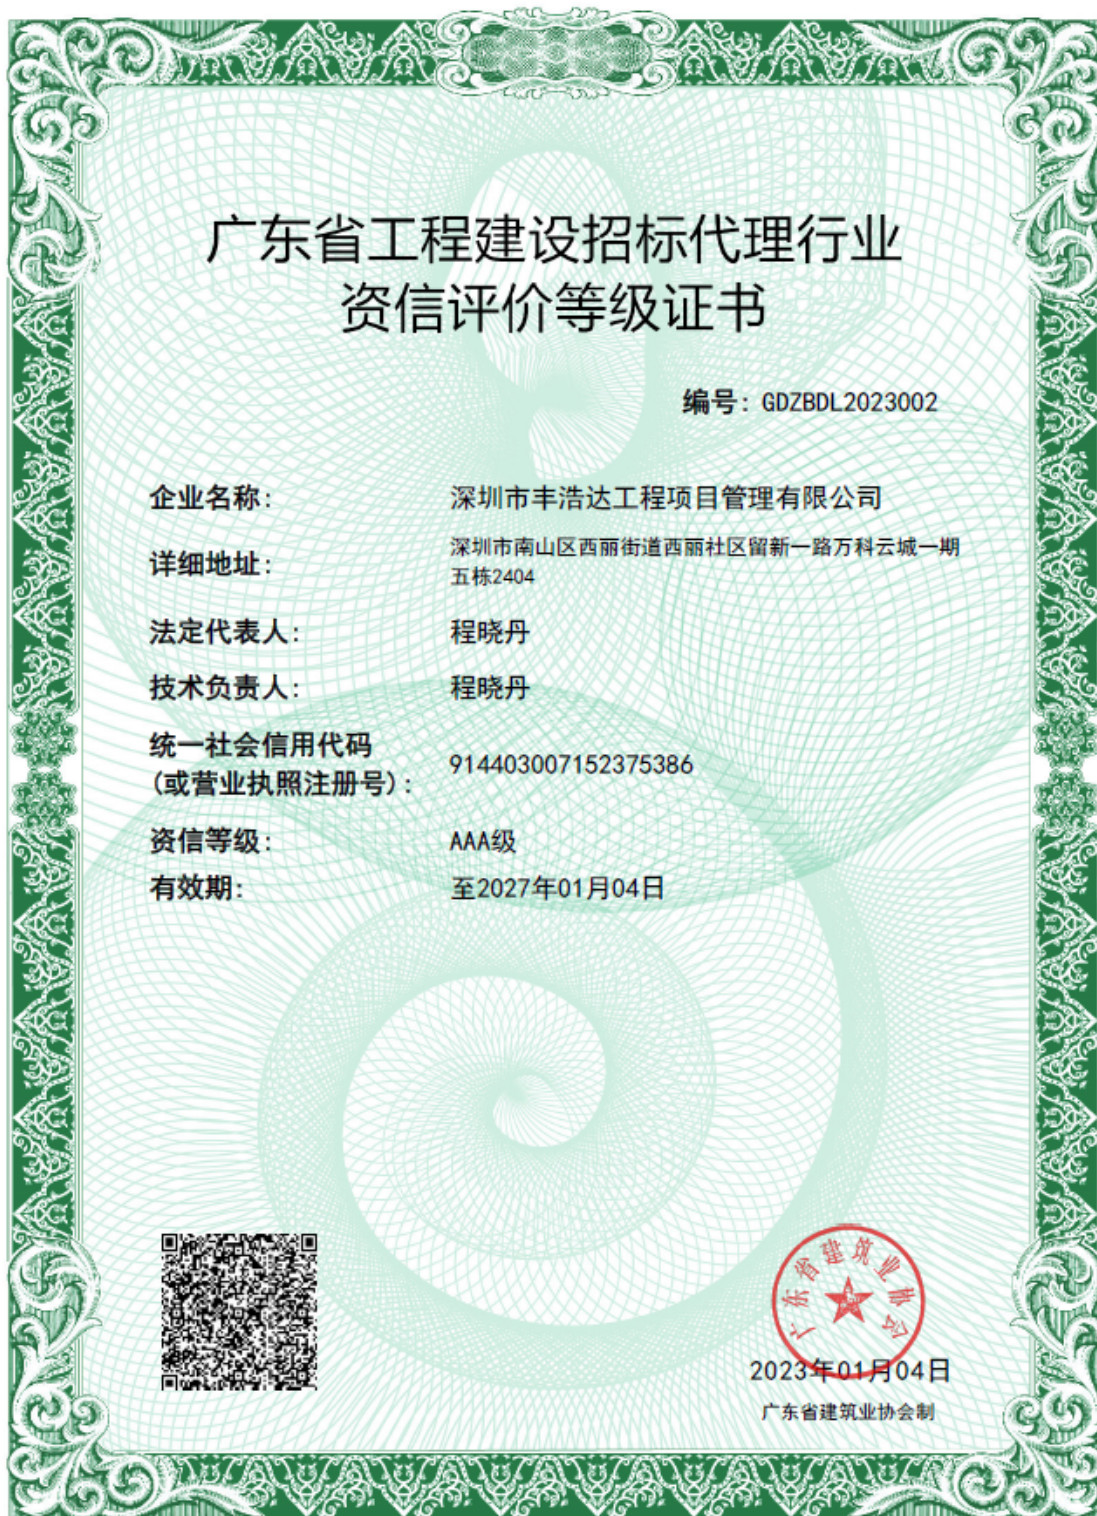 广东省工程建设招标代理行业
资信评价等级证书
编号：GDZBDL2023002
企业名称：
深圳市丰浩达工程项目管理有限公司
详细地址：
深圳市南山区西丽街道西丽社区留新一路万科云城一期
五栋2404
法定代表人：
程晓丹
技术负责人：
程晓丹
统一社会信用代码
(或营业执照注册号)：
914403007152375386
资信等级：
AAA级
有效期：
至2027年01月04日
广东省建筑业协会
2023年01月04日
广东省建筑业协会制